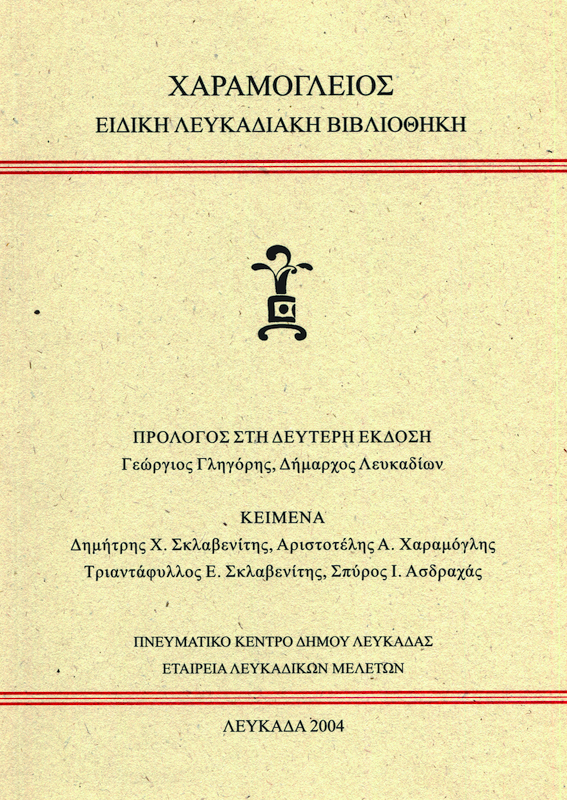 ΧΑΡΑΜΟΓΛΕΙΟΣ
ΕΙΔΙΚΗ ΛΕΥΚΑΔΙΑΚΗ ΒΙΒΛΙΟΘΗΚΗ
ΠΡΟΛΟΓΟΣ ΣΤΗ ΔΕΥΤΕΡΗ ΕΚΔΟΣΗ
Γεώργιος Γληγόρης, Δήμαρχος Λευκαδίων
ΚΕΙΜΕΝΑ
Δημήτρης Χ. Σκλαβενίτης, Αριστοτέλης Α. Χαραμόγλης
Τριαντάφυλλος Ε. Σκλαβενίτης, Σπύρος Ι. Ασδραχάς
ΠΝΕΥΜΑΤΙΚΟ ΚΕΝΤΡΟ ΔΗΜΟΥ ΛΕΥΚΑΔΑΣ
ΕΤΑΙΡΕΙΑ ΛΕΥΚΑΔΙΚΩΝ ΜΕΛΕΤΩΝ
ΛΕΥΚΑΔΑ 2004